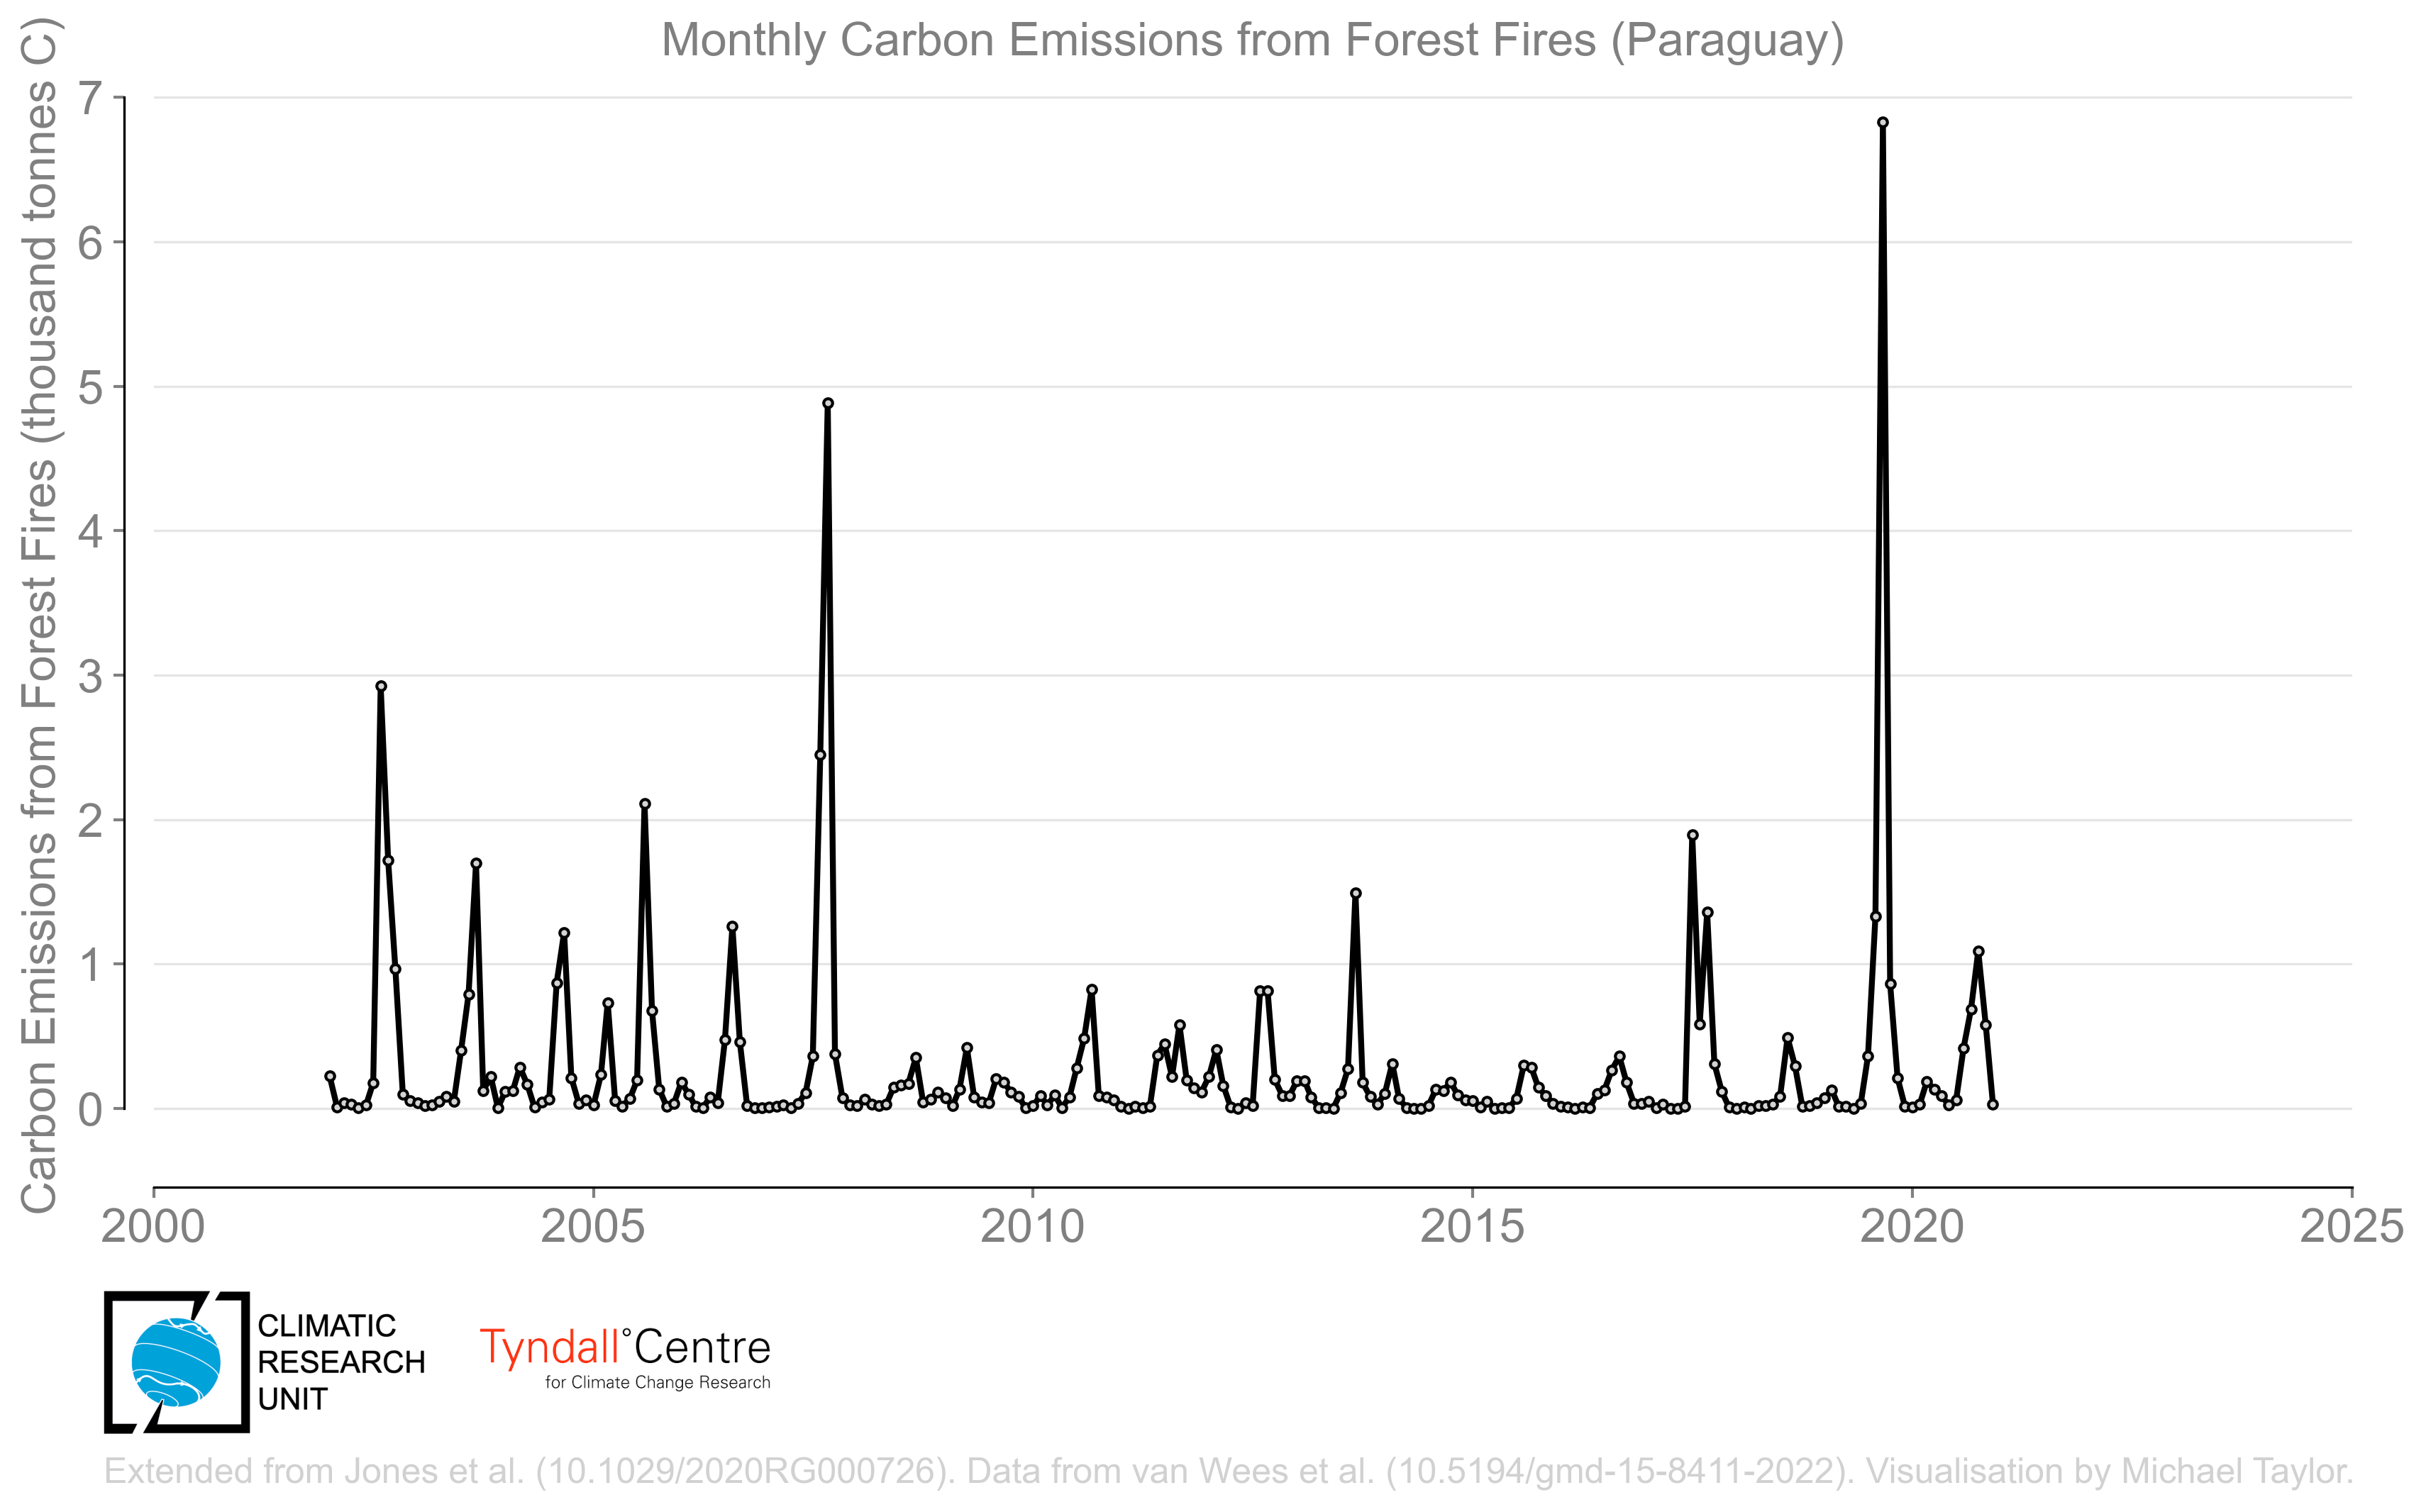 Monthly Carbon Emissions from Forest Fires (Paraguay)
Carbon Emissions from Forest Fires (thousand tonnes C)
7
6
5
4
3
2
1
0
2000 2005 2010 2015 2020 2025
CLIMATIC
RESEARCH
UNIT
Tyndall°Centre
for Climate Change Research
Extended from Jones et al. (10.1029/2020RG000726). Data from van Wees et al. (10.5194/gmd-15-8411-2022). Visualisation by Michael Taylor.